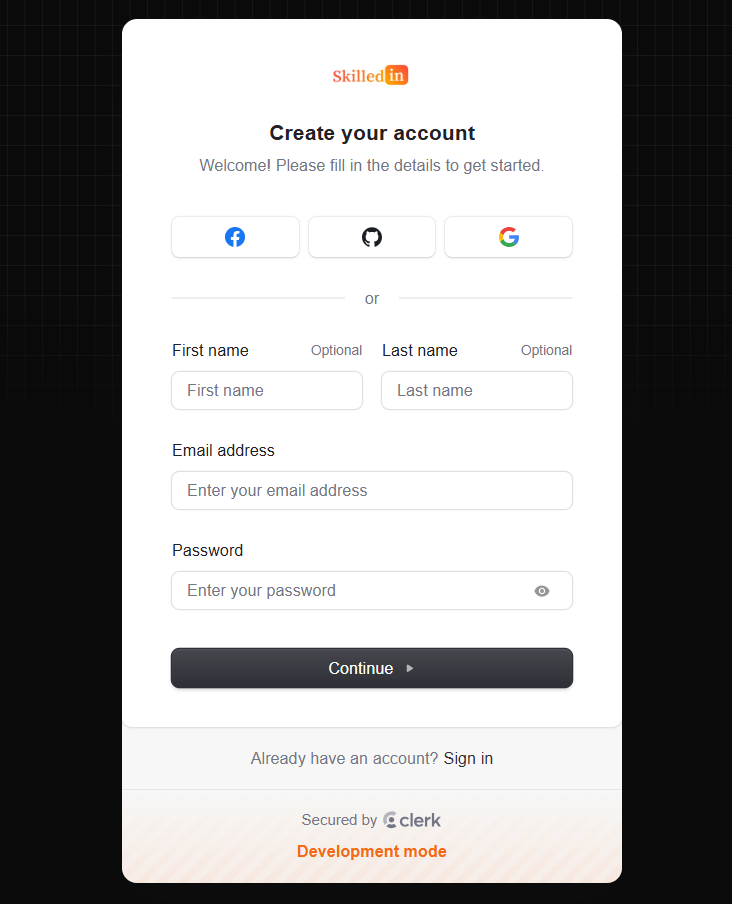 Skilled in
Create your account
Welcome! Please fill in the details to get started.
or
First name Optional Last name Optional
First name Last name
Email address
Enter your email address
Password
Enter your password
Continue
Already have an account? Sign in
Secured by clerk
Development mode